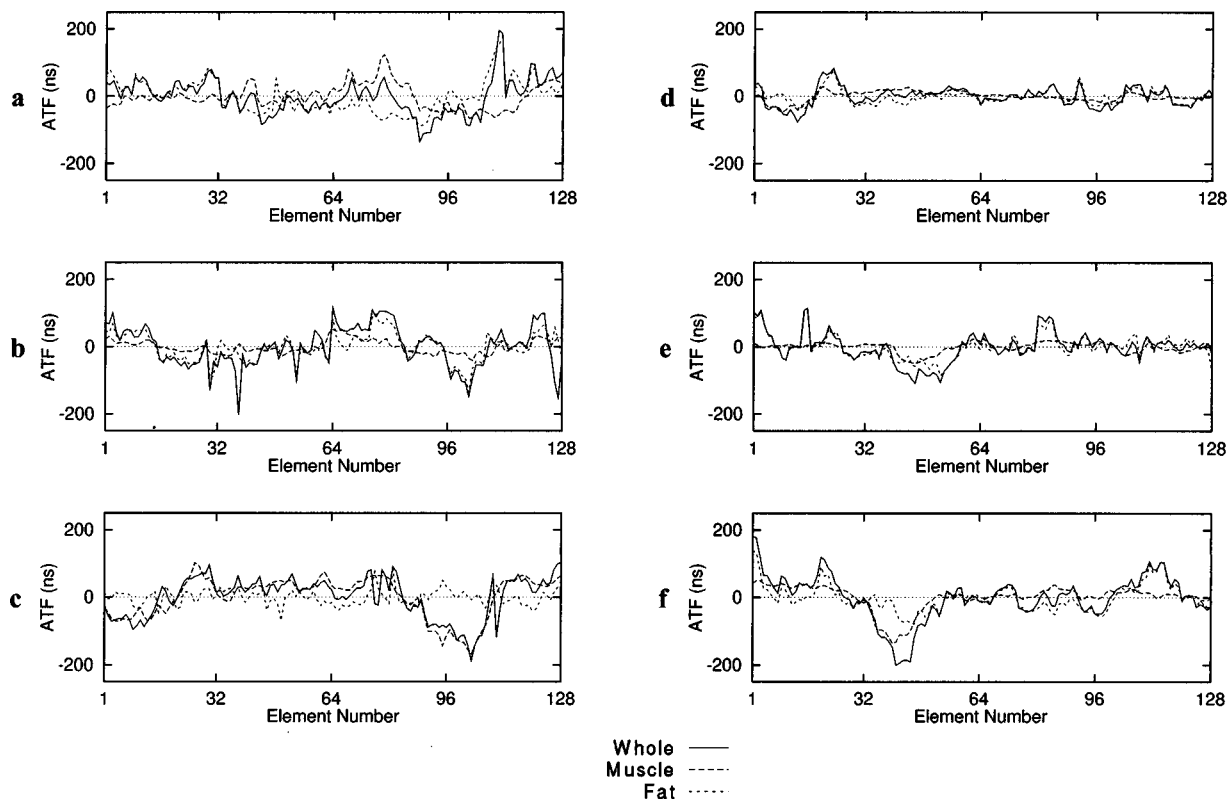 a
ATF (ns)
200
0
-200
1 32 64 96 128
Element Number
b
ATF (ns)
200
0
-200
1 32 64 96 128
Element Number
c
ATF (ns)
200
0
-200
1 32 64 96 128
Element Number
d
ATF (ns)
200
0
-200
1 32 64 96 128
Element Number
e
ATF (ns)
200
0
-200
1 32 64 96 128
Element Number
f
ATF (ns)
200
0
-200
1 32 64 96 128
Element Number
Whole
Muscle
Fat